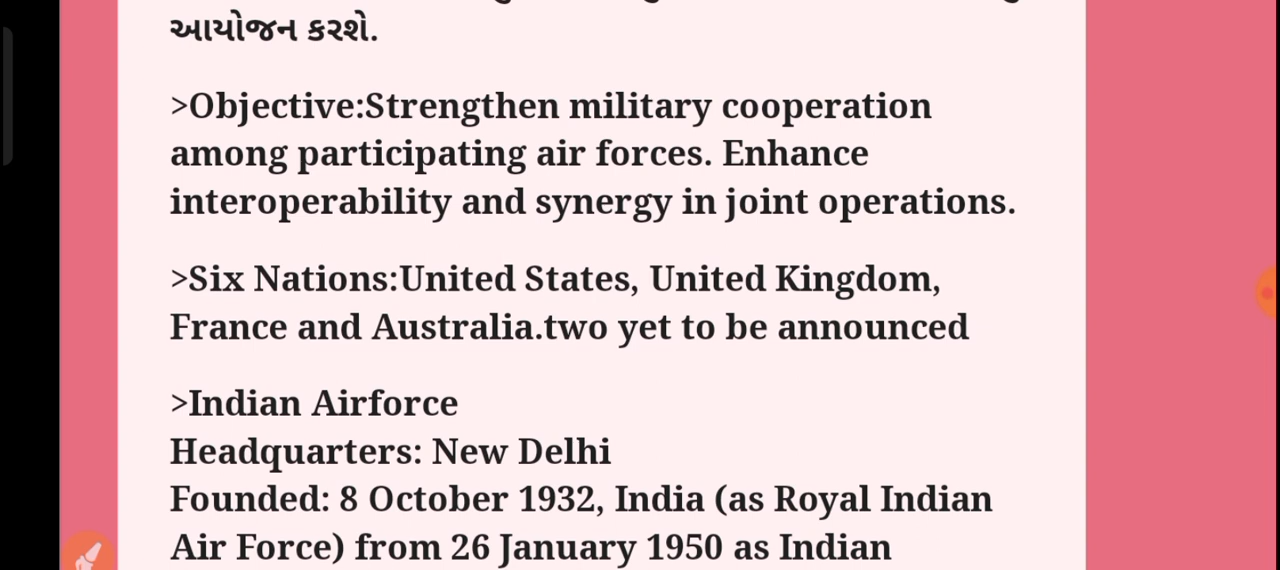 આયોજન કરશે.
>Objective:Strengthen military cooperation
among participating air forces. Enhance
interoperability and synergy in joint operations.
>Six Nations:United States, United Kingdom,
France and Australia.two yet to be announced
>Indian Airforce
Headquarters: New Delhi
Founded: 8 October 1932, India (as Royal Indian
Air Force) from 26 January 1950 as Indian